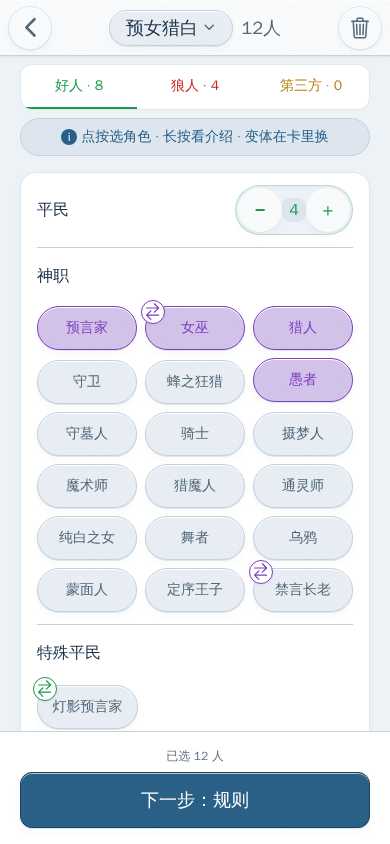 预女猎白 12人
好人 · 8 狼人 · 4 第三方 · 0
点按选角色 · 长按看介绍 · 变体在卡里换
平民 − 4 +
神职
预言家 女巫 猎人
守卫 蜂之狂猎 愚者
守墓人 骑士 摄梦人
魔术师 猎魔人 通灵师
纯白之女 舞者 乌鸦
蒙面人 定序王子 禁言长老
特殊平民
灯影预言家
已选 12 人
下一步：规则